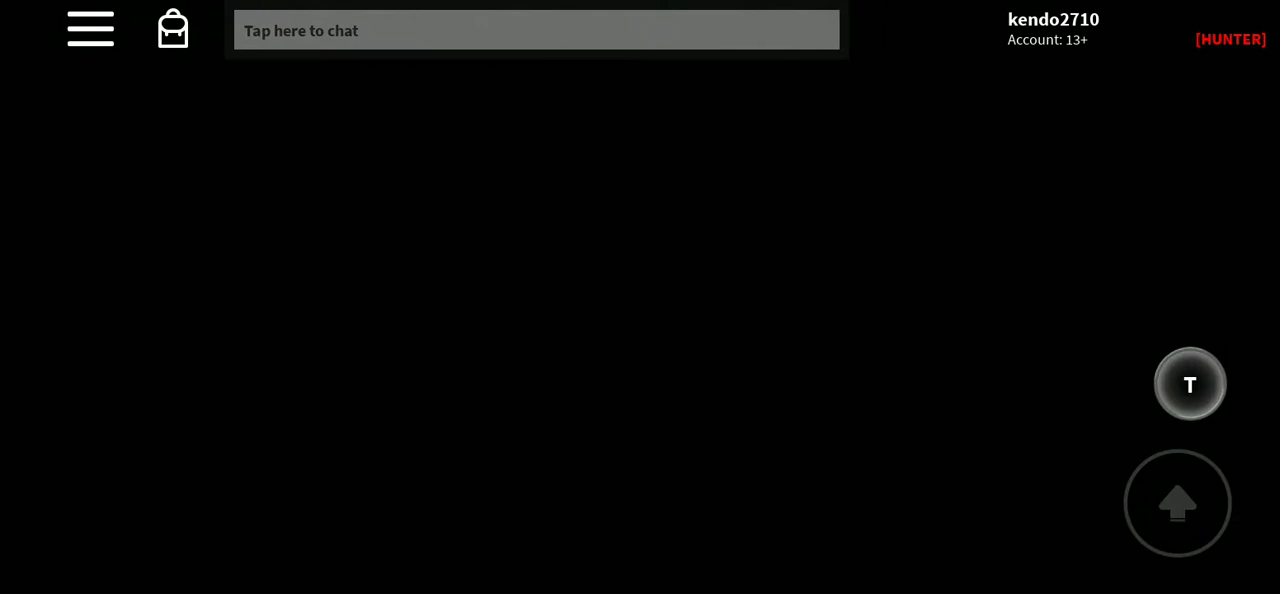 Tap here to chat
kendo2710
Account: 13+
[HUNTER]
T